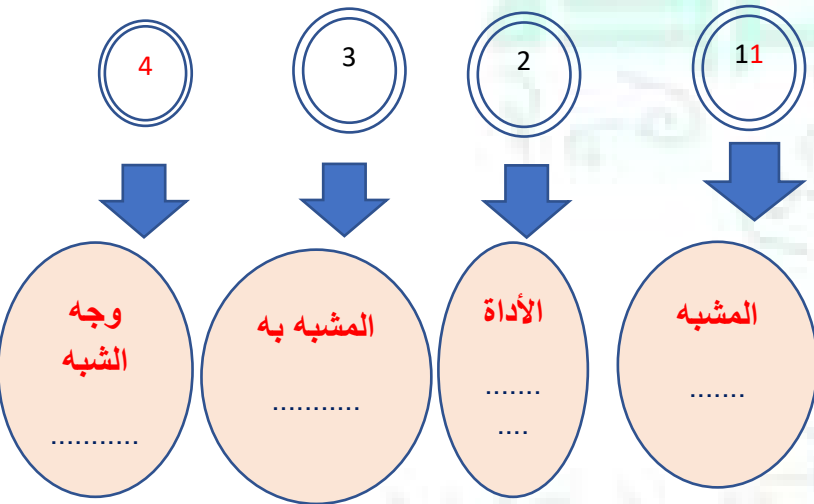 11
2
3
4
المشبه
.......
الأداة
.......
....
المشبه به
...........
وجه
الشبه
...........